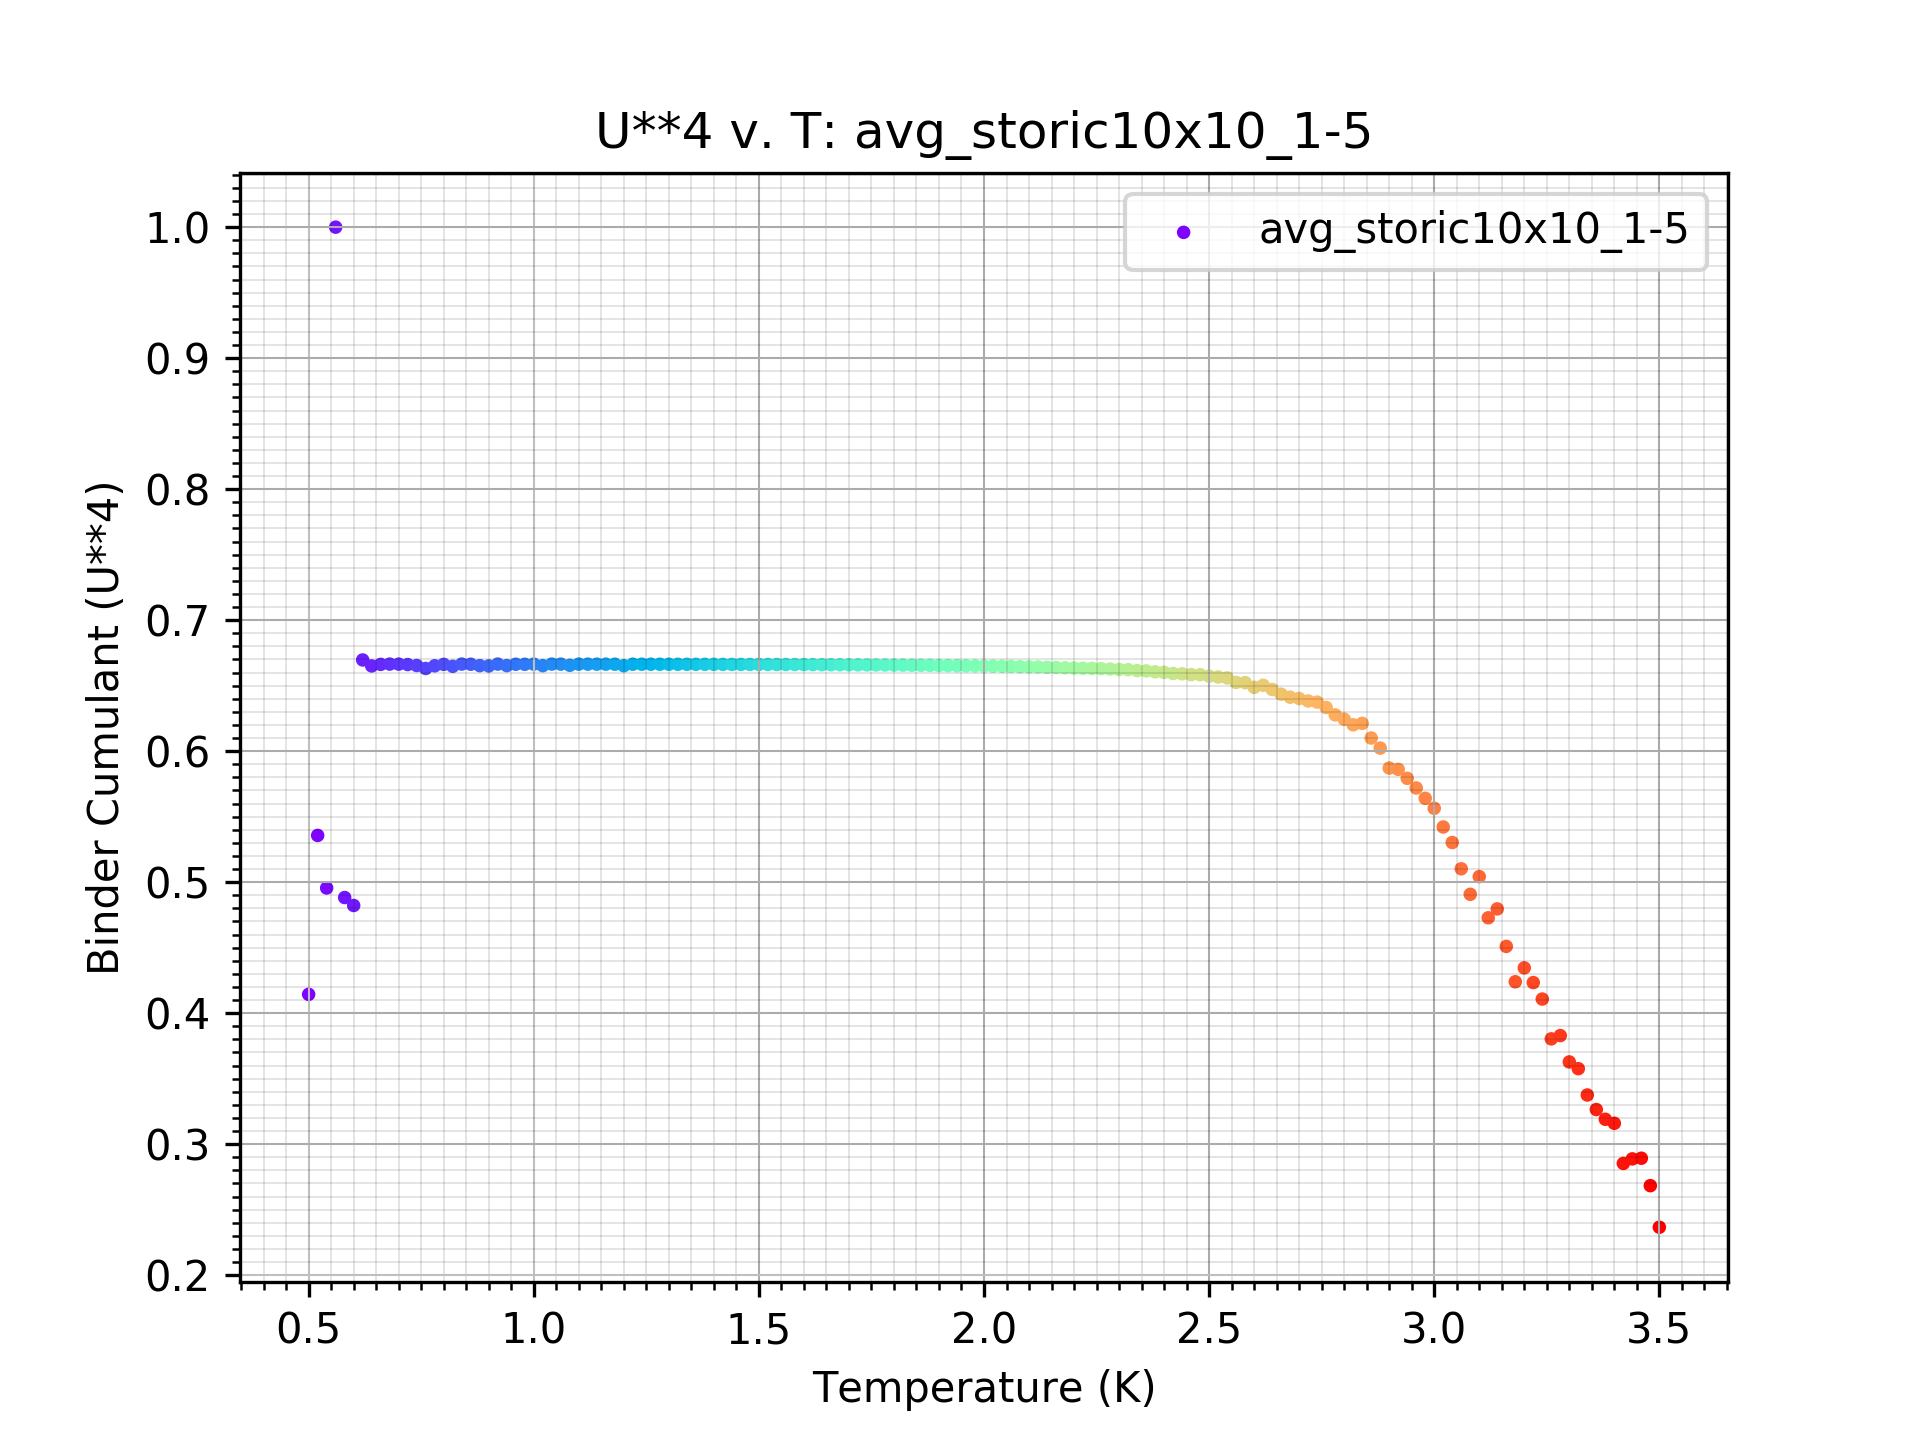 U**4 v. T: avg_storic10x10_1-5
avg_storic10x10_1-5
Binder Cumulant (U**4)
1.0
0.9
0.8
0.7
0.6
0.5
0.4
0.3
0.2
0.5 1.0 1.5 2.0 2.5 3.0 3.5
Temperature (K)